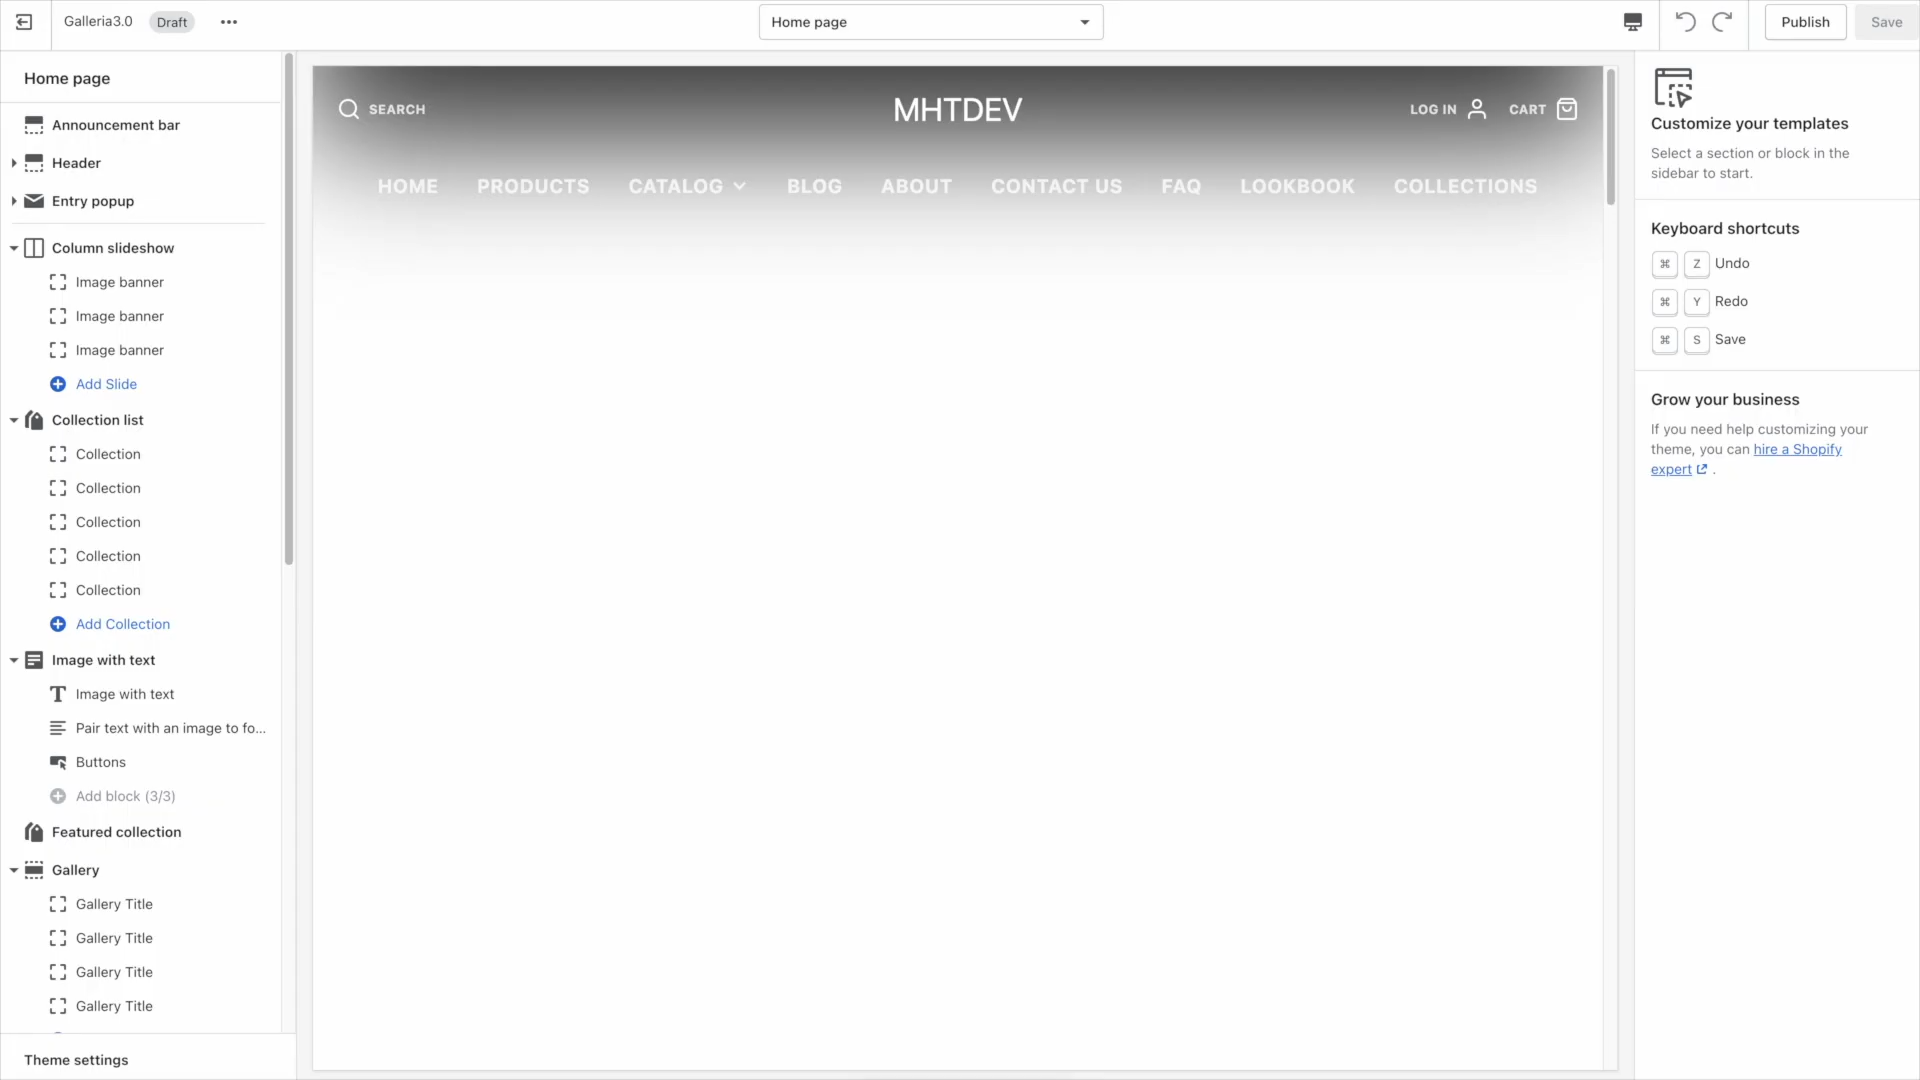 Galleria3.0 Draft
Home page
Publish
Save
Home page
Announcement bar
Header
Entry popup
Column slideshow
Image banner
Image banner
Image banner
Add Slide
Collection list
Collection
Collection
Collection
Collection
Collection
Add Collection
Image with text
Image with text
Pair text with an image to fo...
Buttons
Add block (3/3)
Featured collection
Gallery
Gallery Title
Gallery Title
Gallery Title
Gallery Title
Theme settings
SEARCH
MHTDEV
LOG IN
CART
HOME PRODUCTS CATALOG BLOG ABOUT CONTACT US FAQ LOOKBOOK COLLECTIONS
Customize your templates
Select a section or block in the
sidebar to start.
Keyboard shortcuts
⌘ Z Undo
⌘ Y Redo
⌘ S Save
Grow your business
If you need help customizing your
theme, you can hire a Shopify
expert .